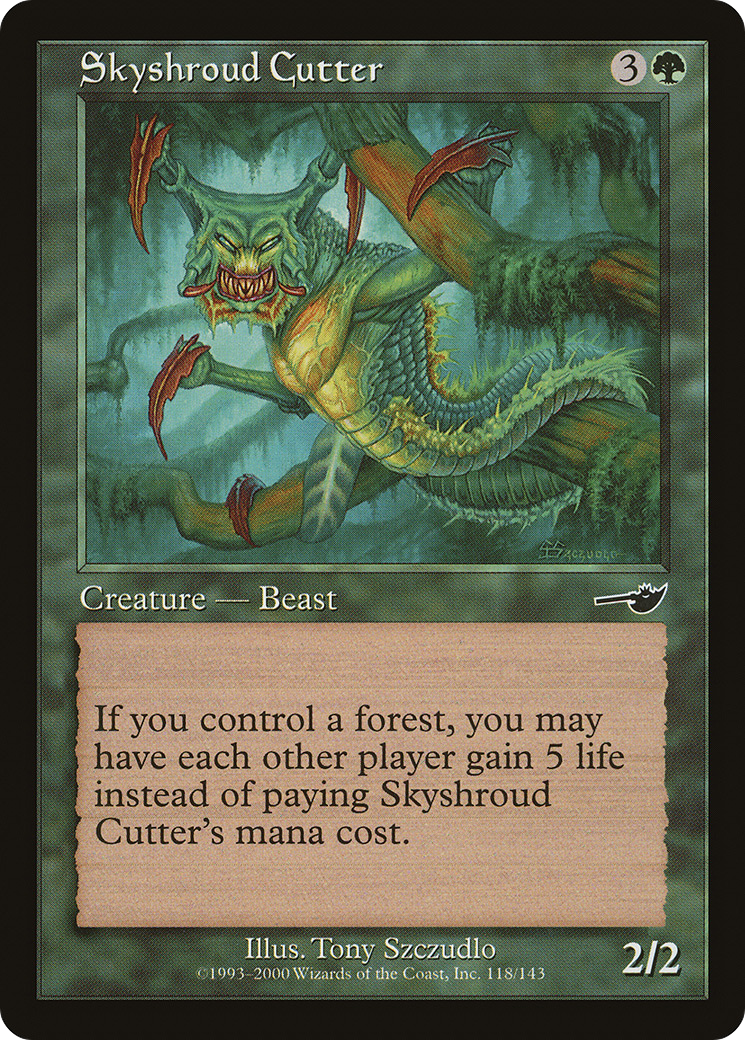 Skyshroud Cutter
3
Szczudlo
Creature — Beast
If you control a forest, you may
have each other player gain 5 life
instead of paying Skyshroud
Cutter's mana cost.
Illus. Tony Szczudlo
©1993–2000 Wizards of the Coast, Inc. 118/143
2/2